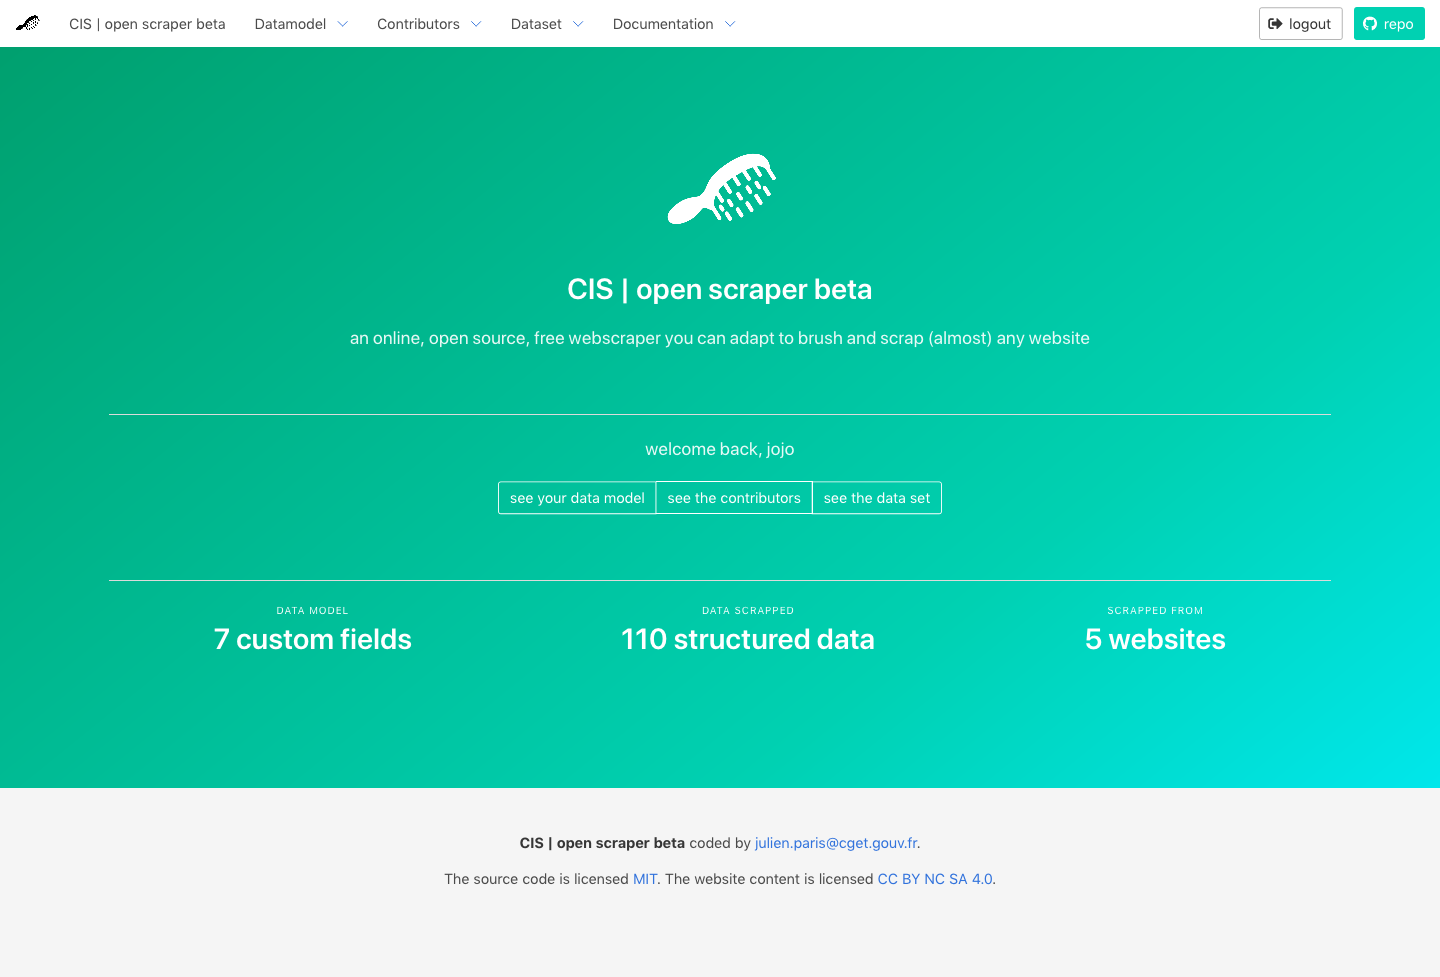 CIS | open scraper beta Datamodel Contributors Dataset Documentation logout repo
CIS | open scraper beta
an online, open source, free webscraper you can adapt to brush and scrap (almost) any website
welcome back, jojo
see your data model see the contributors see the data set
DATA MODEL DATA SCRAPPED SCRAPPED FROM
7 custom fields 110 structured data 5 websites
CIS | open scraper beta coded by julien.paris@cget.gouv.fr.
The source code is licensed MIT. The website content is licensed CC BY NC SA 4.0.